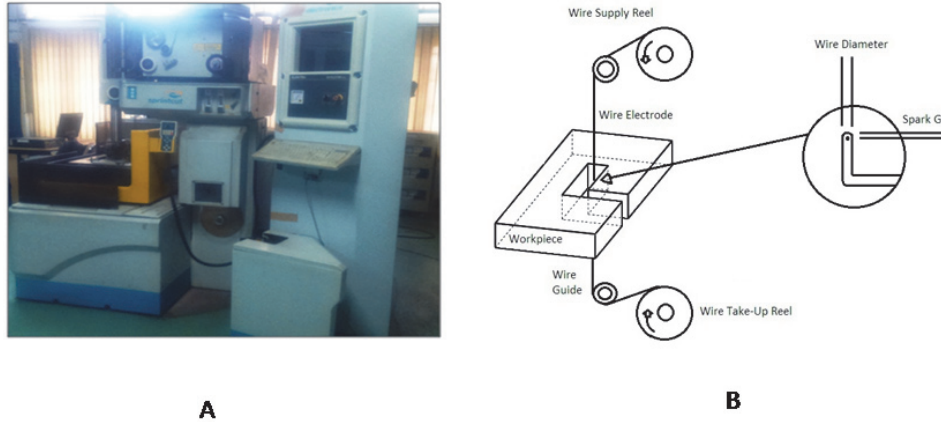 Wire Supply Reel
Wire Diameter
Spark G
Wire Electrode
Workpiece
Wire
Guide
Wire Take-Up Reel
A
B